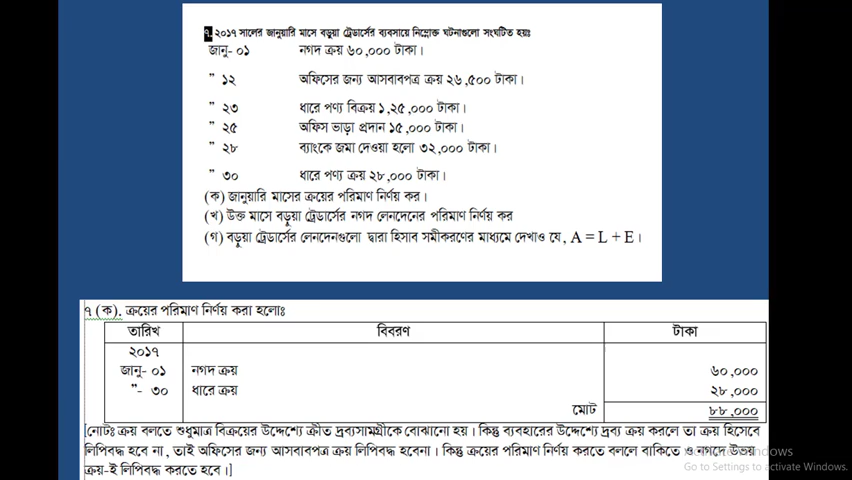 ৭. ২০১৭ সালের জানুয়ারি মাসে বড়ুয়া ট্রেডার্সের ব্যবসায়ে নিম্নোক্ত ঘটনাগুলো সংঘটিত হয়ঃ
জানু- ০১ নগদ ক্রয় ৬০,০০০ টাকা।
” ১২ অফিসের জন্য আসবাবপত্র ক্রয় ২৬,৫০০ টাকা।
” ২৩ ধারে পণ্য বিক্রয় ১,২৫,০০০ টাকা।
” ২৫ অফিস ভাড়া প্রদান ১৫,০০০ টাকা।
” ২৮ ব্যাংকে জমা দেওয়া হলো ৩২,০০০ টাকা।
” ৩০ ধারে পণ্য ক্রয় ২৮,০০০ টাকা।
(ক) জানুয়ারি মাসের ক্রয়ের পরিমাণ নির্ণয় কর।
(খ) উক্ত মাসে বড়ুয়া ট্রেডার্সের নগদ লেনদেনের পরিমাণ নির্ণয় কর
(গ) বড়ুয়া ট্রেডার্সের লেনদেনগুলো দ্বারা হিসাব সমীকরণের মাধ্যমে দেখাও যে, A = L + E।
৭ (ক). ক্রয়ের পরিমাণ নির্ণয় করা হলোঃ
তারিখ বিবরণ টাকা
২০১৭
জানু- ০১ নগদ ক্রয় ৬০,০০০
”- ৩০ ধারে ক্রয় ২৮,০০০
মোট ৮৮,০০০
[নোটঃ ক্রয় বলতে শুধুমাত্র বিক্রয়ের উদ্দেশ্যে ক্রীত দ্রব্যসামগ্রীকে বোঝানো হয়। কিন্তু ব্যবহারের উদ্দেশ্যে দ্রব্য ক্রয় করলে তা ক্রয় হিসেবে
লিপিবদ্ধ হবে না, তাই অফিসের জন্য আসবাবপত্র ক্রয় লিপিবদ্ধ হবেনা। কিন্তু ক্রয়ের পরিমাণ নির্ণয় করতে বললে বাকিতে ও নগদে উভয়
ক্রয়-ই লিপিবদ্ধ করতে হবে।]
Windows
Go to Settings to activate Windows.